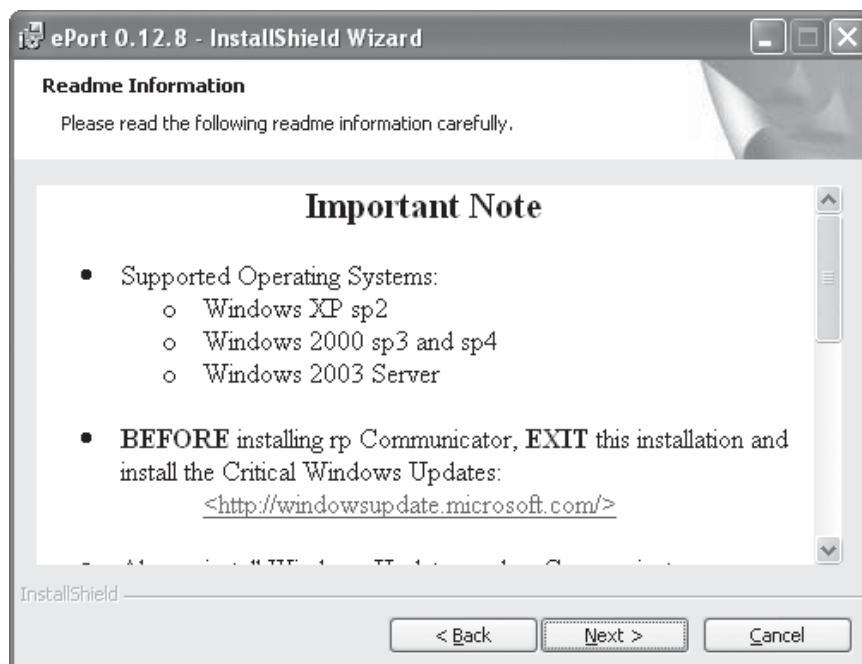 ePort 0.12.8 - InstallShield Wizard
Readme Information
Please read the following readme information carefully.
Important Note
• Supported Operating Systems:
o Windows XP sp2
o Windows 2000 sp3 and sp4
o Windows 2003 Server
• BEFORE installing rp Communicator, EXIT this installation and
install the Critical Windows Updates:
<http://windowsupdate.microsoft.com/>
InstallShield
< Back
Next >
Cancel